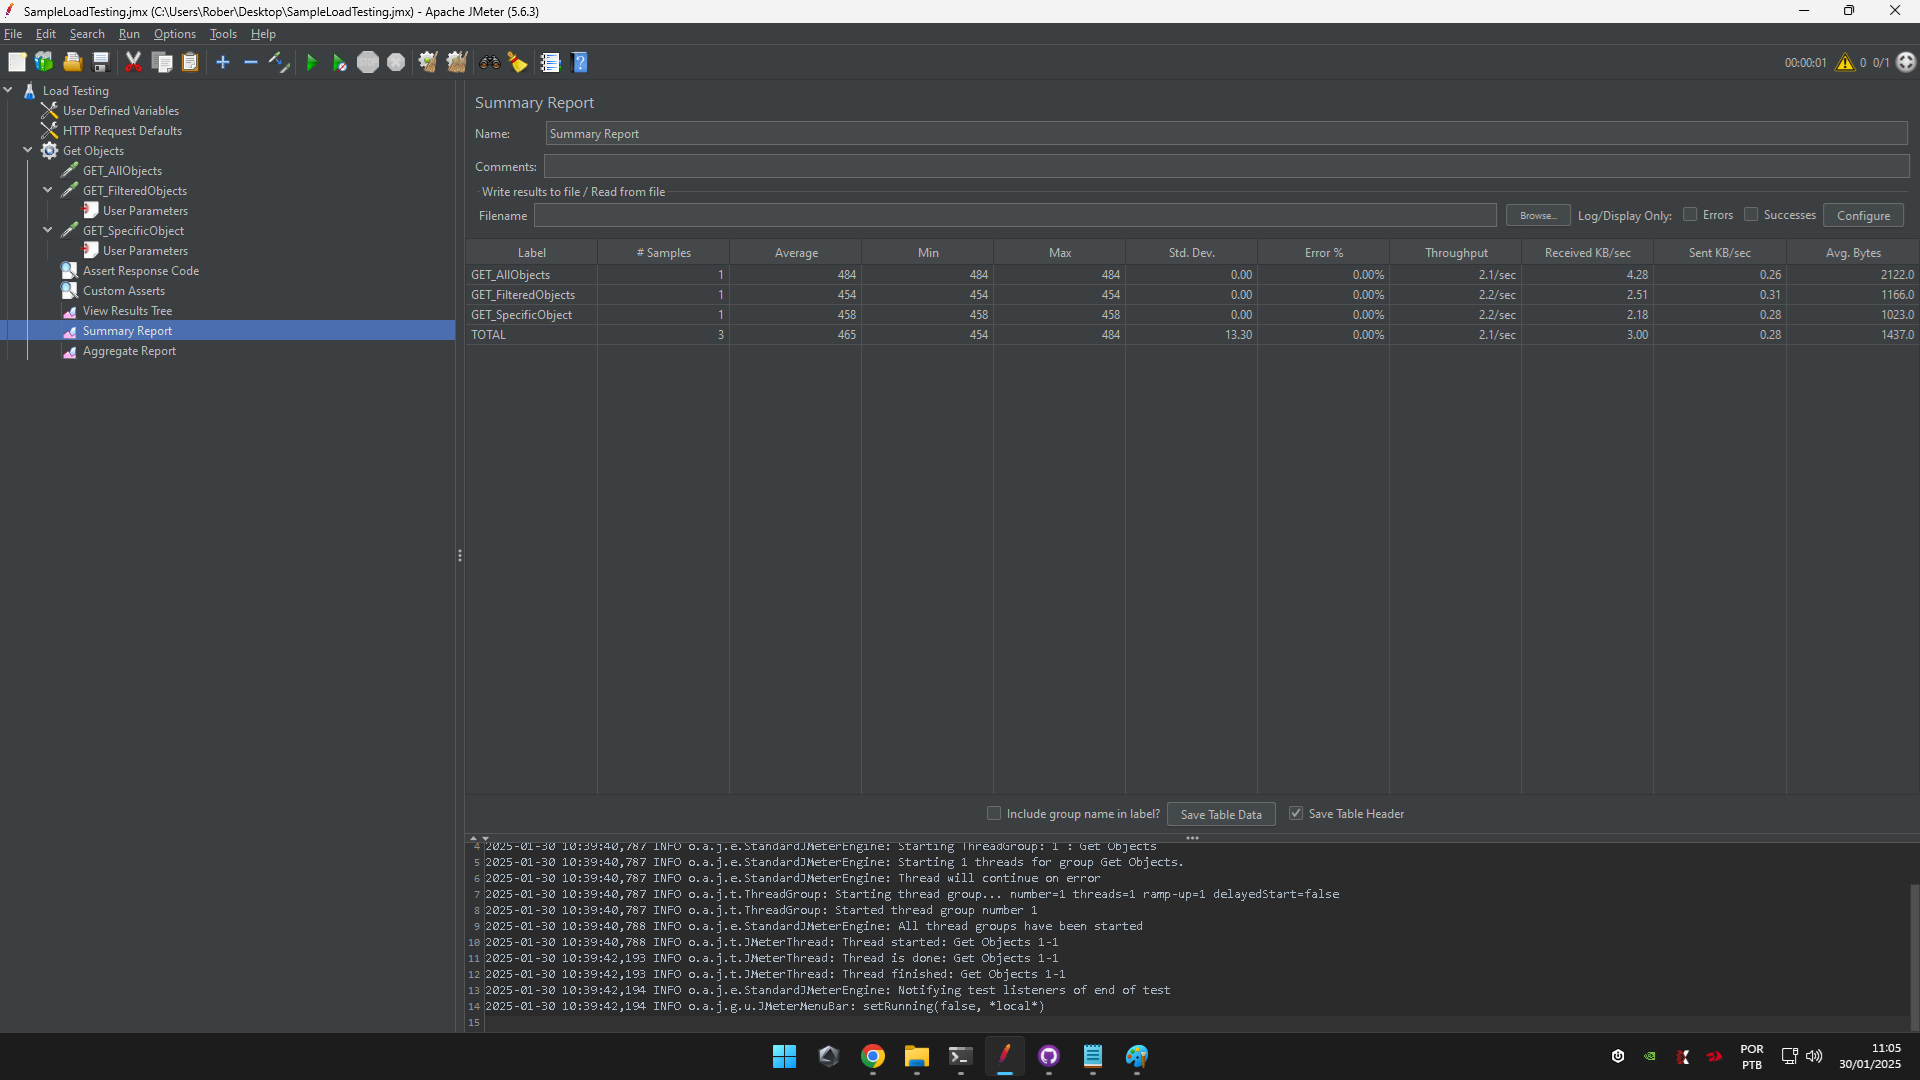 SampleLoadTesting.jmx (C:\Users\Rober\Desktop\SampleLoadTesting.jmx) - Apache JMeter (5.6.3)
File Edit Search Run Options Tools Help
00:00:01 0 0/1
Load Testing
User Defined Variables
HTTP Request Defaults
Get Objects
GET_AllObjects
GET_FilteredObjects
User Parameters
GET_SpecificObject
User Parameters
Assert Response Code
Custom Asserts
View Results Tree
Summary Report
Aggregate Report
Summary Report
Name: Summary Report
Comments:
Write results to file / Read from file
Filename Browse... Log/Display Only: Errors Successes Configure
Label # Samples Average Min Max Std. Dev. Error % Throughput Received KB/sec Sent KB/sec Avg. Bytes
GET_AllObjects 1 484 484 484 0.00 0.00% 2.1/sec 4.28 0.26 2122.0
GET_FilteredObjects 1 454 454 454 0.00 0.00% 2.2/sec 2.51 0.31 1166.0
GET_SpecificObject 1 458 458 458 0.00 0.00% 2.2/sec 2.18 0.28 1023.0
TOTAL 3 465 454 484 13.30 0.00% 2.1/sec 3.00 0.28 1437.0
Include group name in label? Save Table Data Save Table Header
4 2025-01-30 10:39:40,787 INFO o.a.j.e.StandardJMeterEngine: Starting ThreadGroup: 1 : Get Objects
5 2025-01-30 10:39:40,787 INFO o.a.j.e.StandardJMeterEngine: Starting 1 threads for group Get Objects.
6 2025-01-30 10:39:40,787 INFO o.a.j.e.StandardJMeterEngine: Thread will continue on error
7 2025-01-30 10:39:40,787 INFO o.a.j.t.ThreadGroup: Starting thread group... number=1 threads=1 ramp-up=1 delayedStart=false
8 2025-01-30 10:39:40,787 INFO o.a.j.t.ThreadGroup: Started thread group number 1
9 2025-01-30 10:39:40,788 INFO o.a.j.e.StandardJMeterEngine: All thread groups have been started
10 2025-01-30 10:39:40,788 INFO o.a.j.t.JMeterThread: Thread started: Get Objects 1-1
11 2025-01-30 10:39:42,193 INFO o.a.j.t.JMeterThread: Thread is done: Get Objects 1-1
12 2025-01-30 10:39:42,193 INFO o.a.j.t.JMeterThread: Thread finished: Get Objects 1-1
13 2025-01-30 10:39:42,194 INFO o.a.j.e.StandardJMeterEngine: Notifying test listeners of end of test
14 2025-01-30 10:39:42,194 INFO o.a.j.g.u.JMeterMenuBar: setRunning(false, *local*)
15
POR 11:05
PTB 30/01/2025